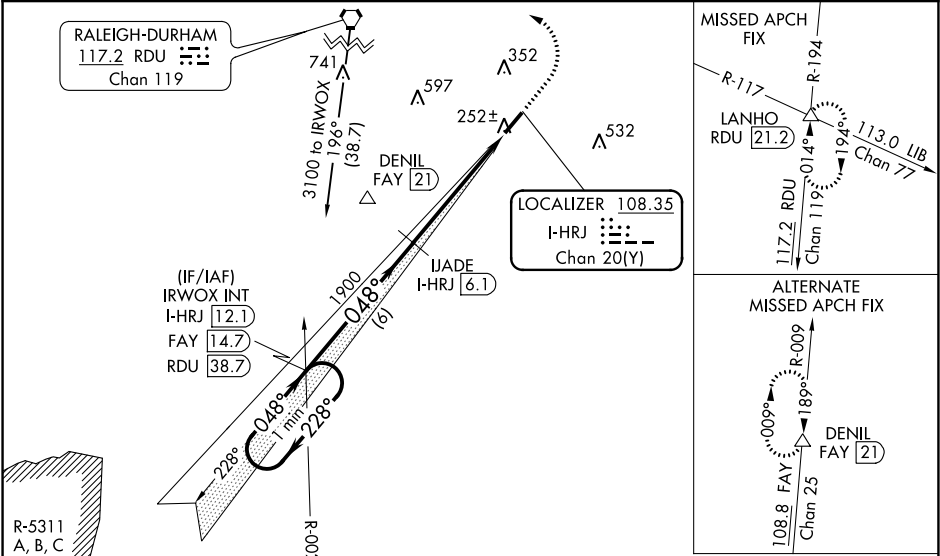 RALEIGH-DURHAM
117.2 RDU
Chan 119
741
597
352
252±
532
3100 to IRWOX
196°
(38.7)
DENIL
FAY 21
LOCALIZER 108.35
I-HRJ
Chan 20(Y)
IJADE
I-HRJ 6.1
(IF/IAF)
IRWOX INT
I-HRJ 12.1
FAY 14.7
RDU 38.7
1900
048°
(6)
048°
1 min
228°
228°
R-5311
A, B, C
MISSED APCH
FIX
R-194
R-117
LANHO
RDU 21.2
014°
194°
113.0 LIB
Chan 77
117.2 RDU
Chan 119
ALTERNATE
MISSED APCH FIX
R-009
009°
189°
DENIL
FAY 21
108.8 FAY
Chan 25